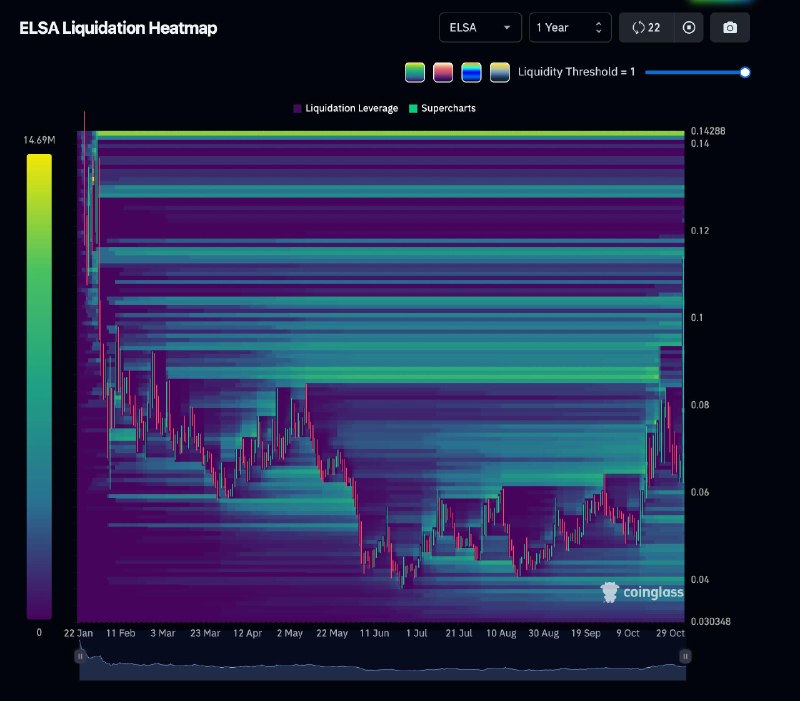 ELSA Liquidation Heatmap
ELSA
1 Year
22
Liquidity Threshold = 1
Liquidation Leverage
Supercharts
14.69M
0
0.14288
0.14
0.12
0.1
0.08
0.06
0.04
0.030348
coinglass
22 Jan 11 Feb 3 Mar 23 Mar 12 Apr 2 May 22 May 11 Jun 1 Jul 21 Jul 10 Aug 30 Aug 19 Sep 9 Oct 29 Oct